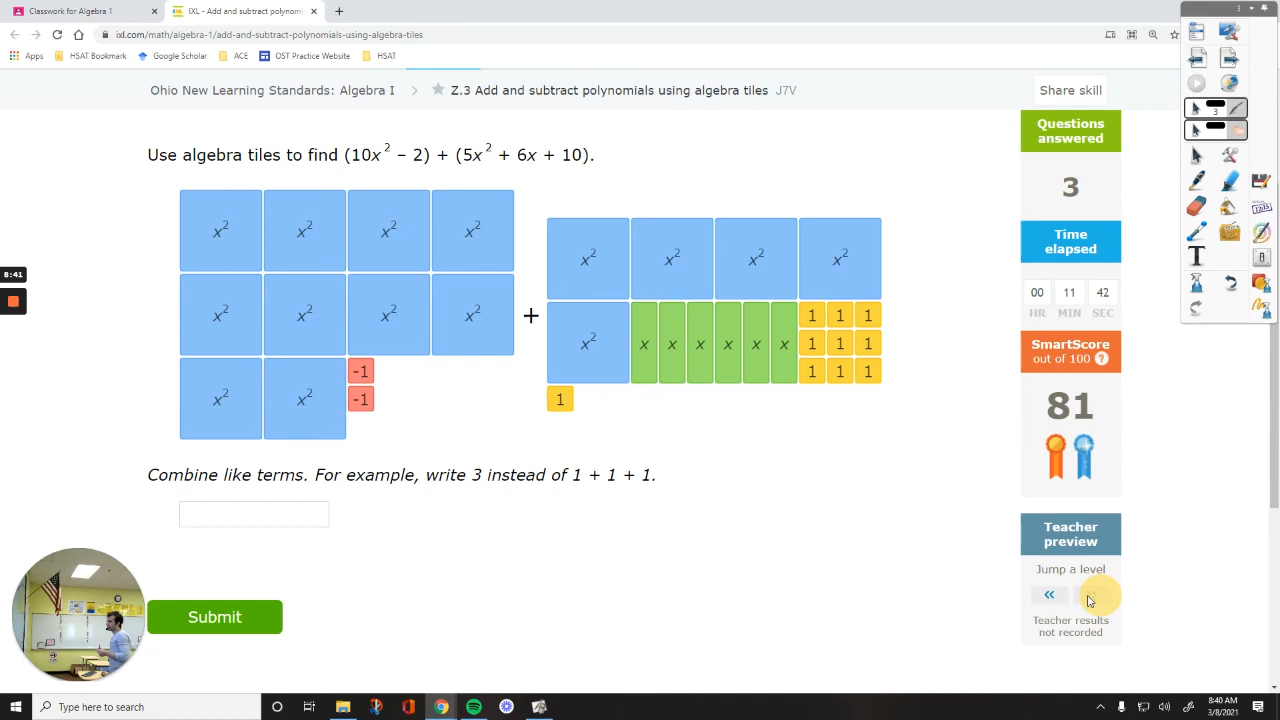 Classwork for Algebra 1
IXL - Add and subtract polynomi
ixl.com/math/algebra-1/add-and-subtract-polynomials-using-algebra-tiles
Apps HSAT Bookmark Google Scholar ACE OST Practice Website HSAT
Ohio New Learning Standards: Algebra I > Z.3 Add and subtract polynomials using algebra tiles J7V
Share skill
Use algebra tiles to find (10x² – 2) + (5x² + 6x + 10).
x² x² x² x²
x² x² x² x²
x² x² -1
-1
+
x² x² x² x²
x² x x x x x x 1 1 1
1 1 1
1 1 1
1
Combine like terms. For example, write 3 instead of 1 + 1 + 1.
Submit
Questions
answered
3
Time
elapsed
00 11 42
HR MIN SEC
SmartScore
out of 100 ?
81
Teacher
preview
Jump a level
«
Teacher results
not recorded
8:41
3
T
Type here to search
8:40 AM
3/8/2021